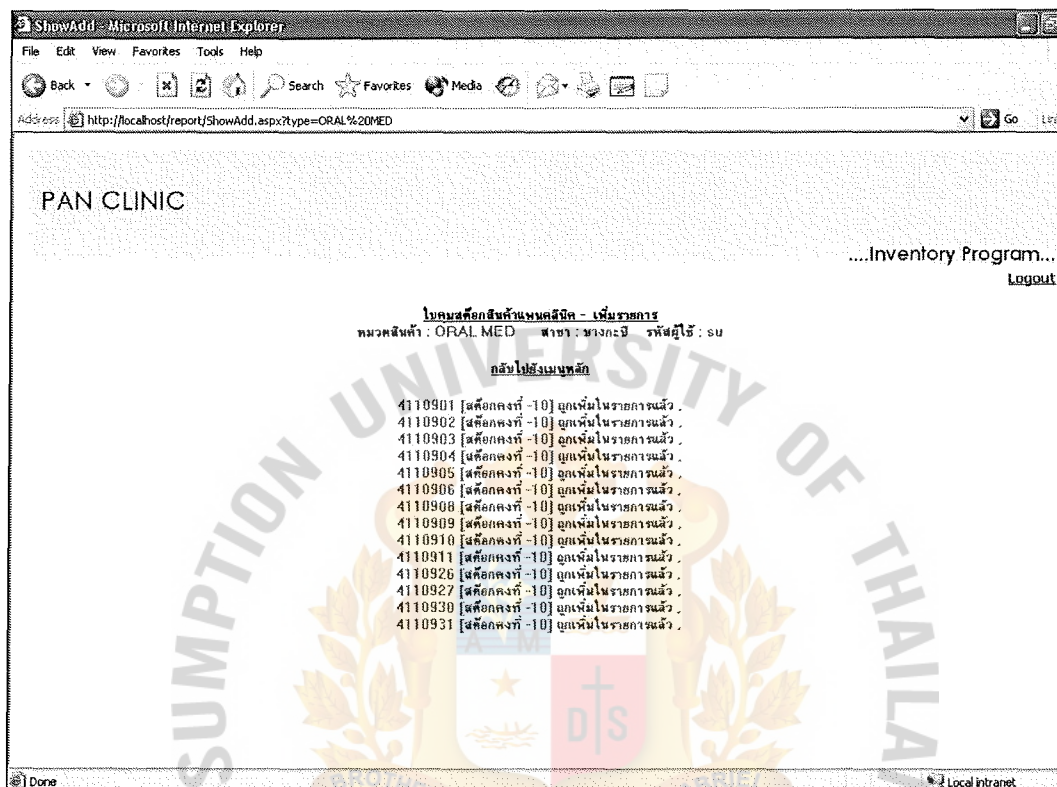 ShowAdd - Microsoft Internet Explorer
File Edit View Favorites Tools Help
Back Search Favorites Media
Address http://localhost/report/ShowAdd.aspx?type=ORAL%20MED Go
PAN CLINIC
....Inventory Program...
Logout
ใบคุมสต๊อกสินค้าแพนคลีนิค - เพิ่มรายการ
หมวดสินค้า : ORAL MED สาขา : บางกะปิ รหัสผู้ใช้ : su
กลับไปยังเมนูหลัก
4110901 [สต๊อกคงที่ -10] ถูกเพิ่มในรายการแล้ว .
4110902 [สต๊อกคงที่ -10] ถูกเพิ่มในรายการแล้ว .
4110903 [สต๊อกคงที่ -10] ถูกเพิ่มในรายการแล้ว .
4110904 [สต๊อกคงที่ -10] ถูกเพิ่มในรายการแล้ว .
4110905 [สต๊อกคงที่ -10] ถูกเพิ่มในรายการแล้ว .
4110906 [สต๊อกคงที่ -10] ถูกเพิ่มในรายการแล้ว .
4110908 [สต๊อกคงที่ -10] ถูกเพิ่มในรายการแล้ว .
4110909 [สต๊อกคงที่ -10] ถูกเพิ่มในรายการแล้ว .
4110910 [สต๊อกคงที่ -10] ถูกเพิ่มในรายการแล้ว .
4110911 [สต๊อกคงที่ -10] ถูกเพิ่มในรายการแล้ว .
4110926 [สต๊อกคงที่ -10] ถูกเพิ่มในรายการแล้ว .
4110927 [สต๊อกคงที่ -10] ถูกเพิ่มในรายการแล้ว .
4110930 [สต๊อกคงที่ -10] ถูกเพิ่มในรายการแล้ว .
4110931 [สต๊อกคงที่ -10] ถูกเพิ่มในรายการแล้ว .
UMPTION UNIVERSITY OF THAILA
A M
D S
Done Local intranet